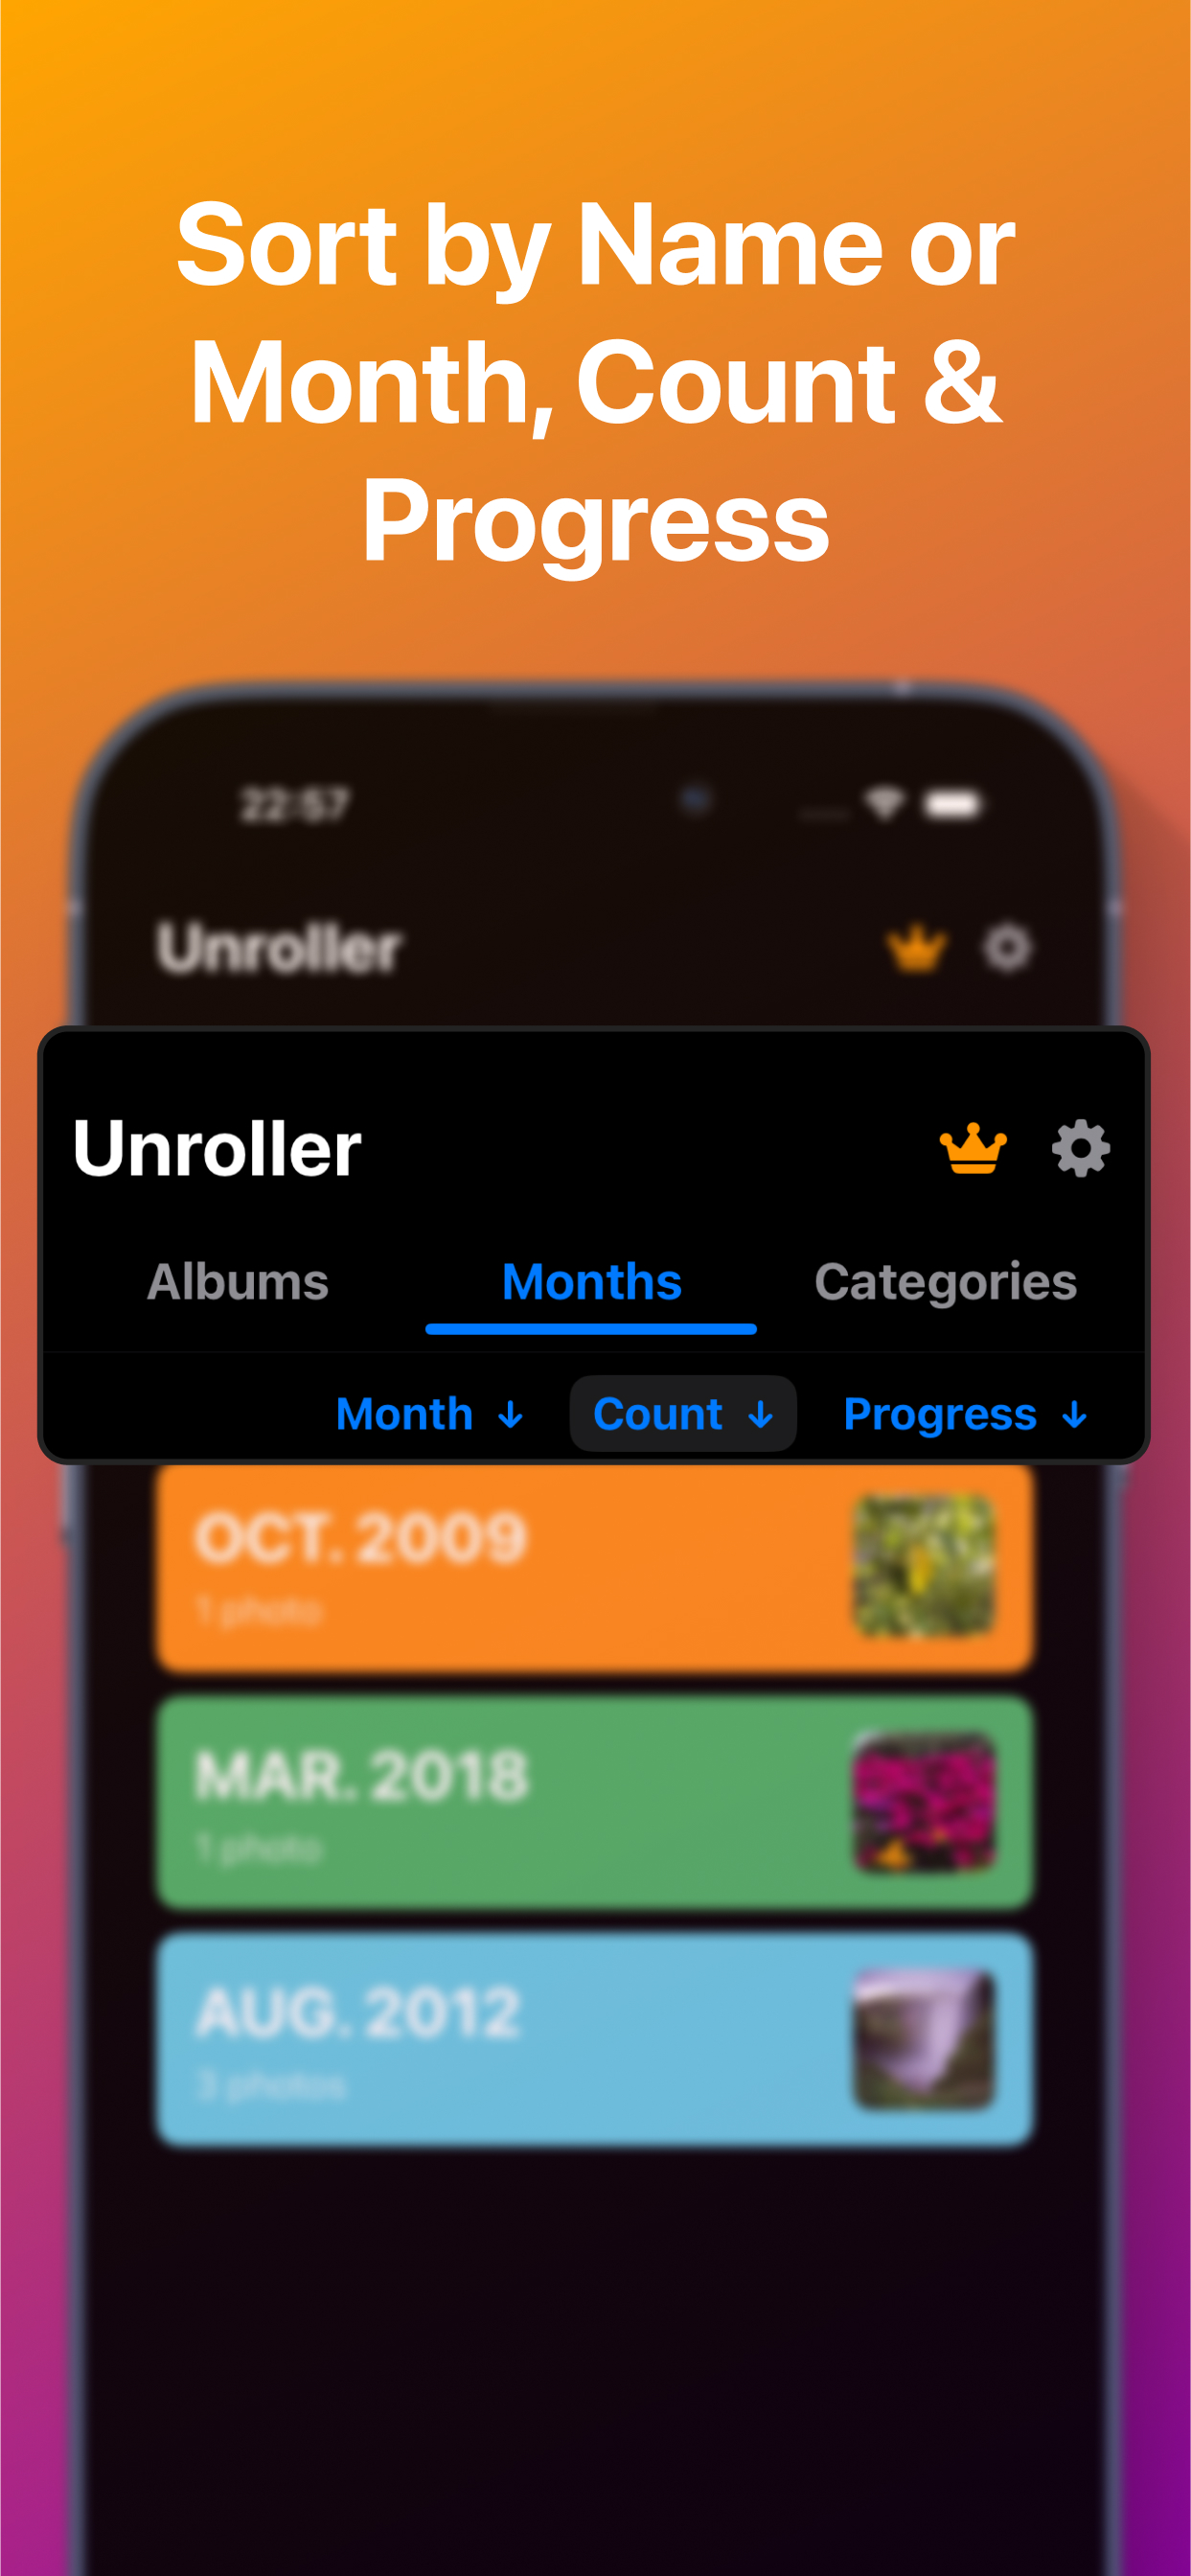 Sort by Name or
Month, Count &
Progress
22:57
Unroller
Unroller
Albums Months Categories
Month ↓ Count ↓ Progress ↓
OCT. 2009
1 photo
MAR. 2018
1 photo
AUG. 2012
3 photos